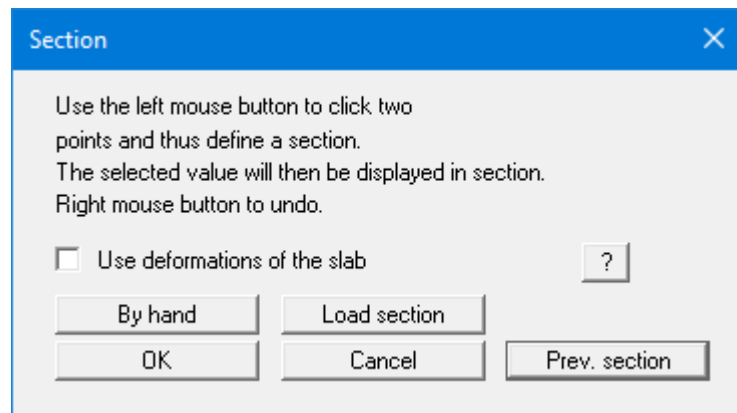 Section
Use the left mouse button to click two
points and thus define a section.
The selected value will then be displayed in section.
Right mouse button to undo.
Use deformations of the slab
?
By hand
Load section
OK
Cancel
Prev. section